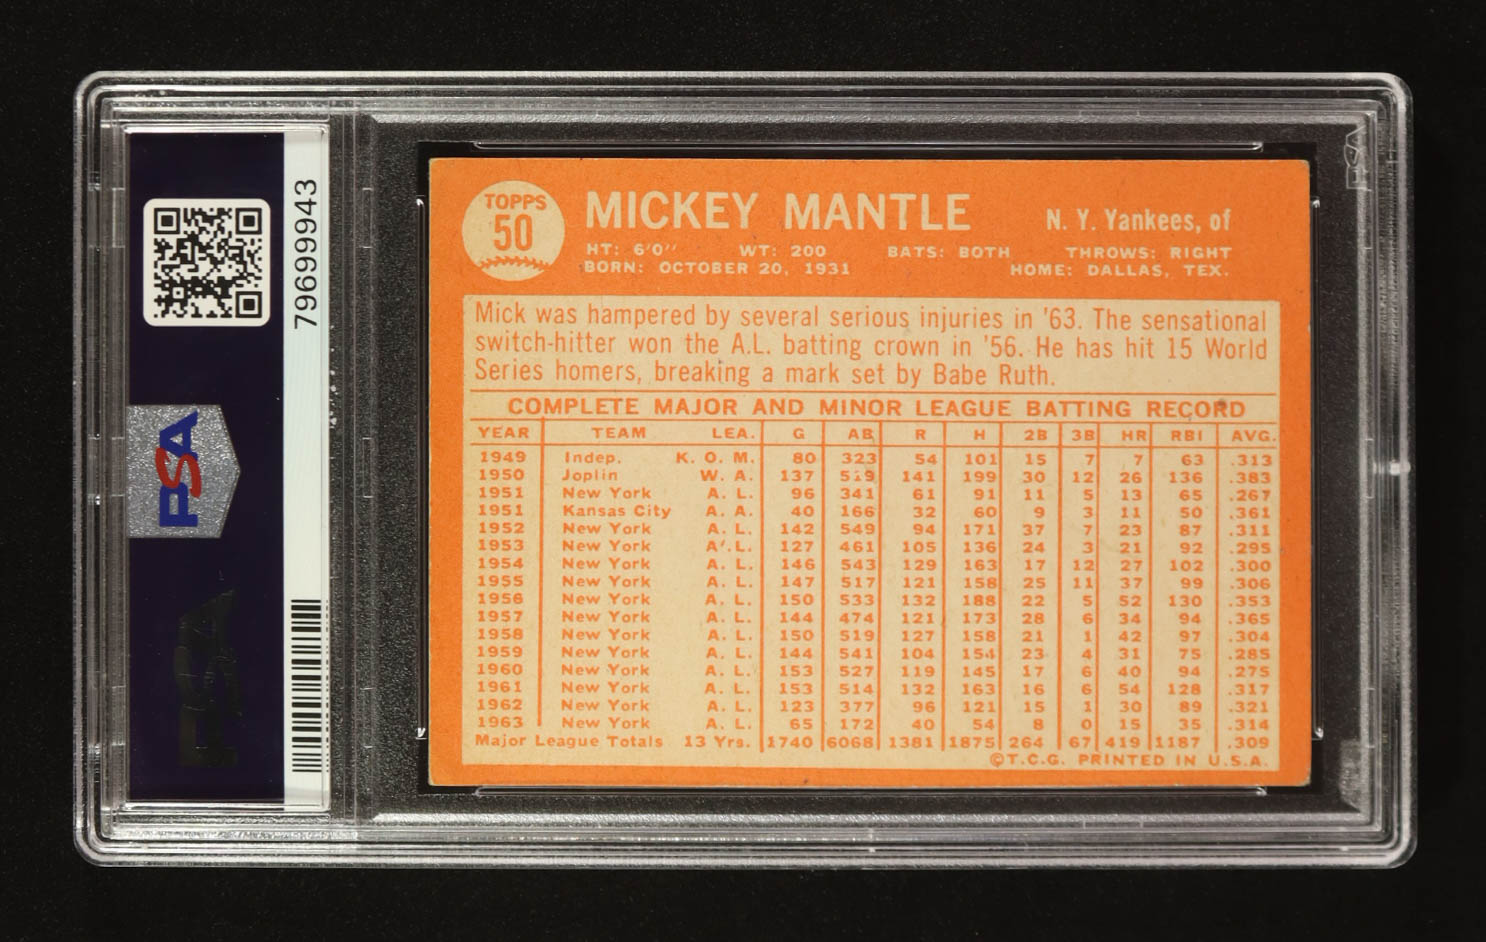 TOPPS
50
MICKEY MANTLE
N. Y. Yankees, of
HT: 6'0'' WT: 200 BATS: BOTH THROWS: RIGHT
BORN: OCTOBER 20, 1931 HOME: DALLAS, TEX.
Mick was hampered by several serious injuries in '63. The sensational
switch-hitter won the A.L. batting crown in '56. He has hit 15 World
Series homers, breaking a mark set by Babe Ruth.
COMPLETE MAJOR AND MINOR LEAGUE BATTING RECORD
YEAR TEAM LEA. G AB R H 2B 3B HR RBI AVG.
1949 Indep. K. O. M. 80 323 54 101 15 7 7 63 .313
1950 Joplin W. A. 137 519 141 199 30 12 26 136 .383
1951 New York A. L. 96 341 61 91 11 5 13 65 .267
1951 Kansas City A. A. 40 166 32 60 9 3 11 50 .361
1952 New York A. L. 142 549 94 171 37 7 23 87 .311
1953 New York A. L. 127 461 105 136 24 3 21 92 .295
1954 New York A. L. 146 543 129 163 17 12 27 102 .300
1955 New York A. L. 147 517 121 158 25 11 37 99 .306
1956 New York A. L. 150 533 132 188 22 5 52 130 .353
1957 New York A. L. 144 474 121 173 28 6 34 94 .365
1958 New York A. L. 150 519 127 158 21 1 42 97 .304
1959 New York A. L. 144 541 104 154 23 4 31 75 .285
1960 New York A. L. 153 527 119 145 17 6 40 94 .275
1961 New York A. L. 153 514 132 163 16 6 54 128 .317
1962 New York A. L. 123 377 96 121 15 1 30 89 .321
1963 New York A. L. 65 172 40 54 8 0 15 35 .314
Major League Totals 13 Yrs. 1740 6068 1381 1875 264 67 419 1187 .309
©T.C.G. PRINTED IN U.S.A.
79699943
PSA
PSA
PSA